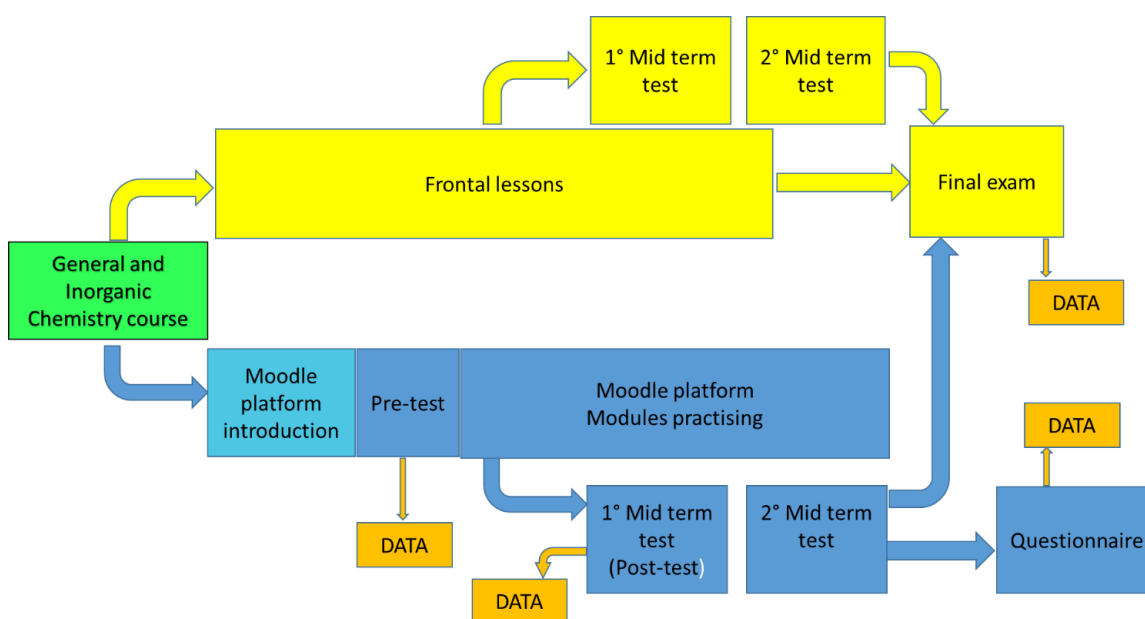 1° Mid term
test
2° Mid term
test
Frontal lessons
Final exam
General and
Inorganic
Chemistry course
DATA
Moodle
platform
introduction
Pre-test
Moodle platform
Modules practising
DATA
1° Mid term
test
(Post-test)
2° Mid term
test
Questionnaire
DATA
DATA